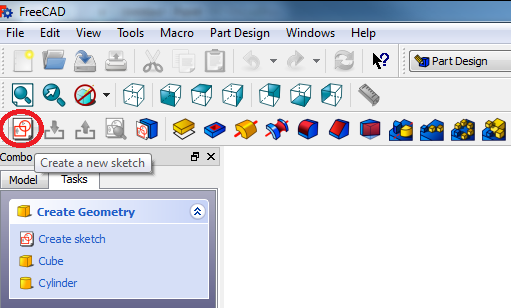 FreeCAD
File Edit View Tools Macro Part Design Windows Help
Part Design
Combo
Create a new sketch
Model Tasks
Create Geometry
Create sketch
Cube
Cylinder